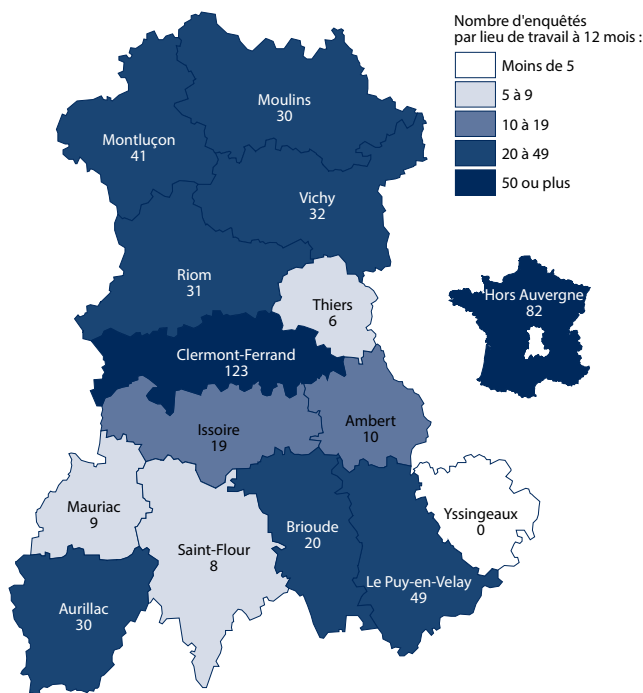 Nombre d'enquêtés
par lieu de travail à 12 mois :
Moins de 5
5 à 9
10 à 19
20 à 49
50 ou plus
Moulins
30
Montluçon
41
Vichy
32
Riom
31
Thiers
6
Hors Auvergne
82
Clermont-Ferrand
123
Issoire
19
Ambert
10
Mauriac
9
Saint-Flour
8
Brioude
20
Yssingeaux
0
Le Puy-en-Velay
49
Aurillac
30